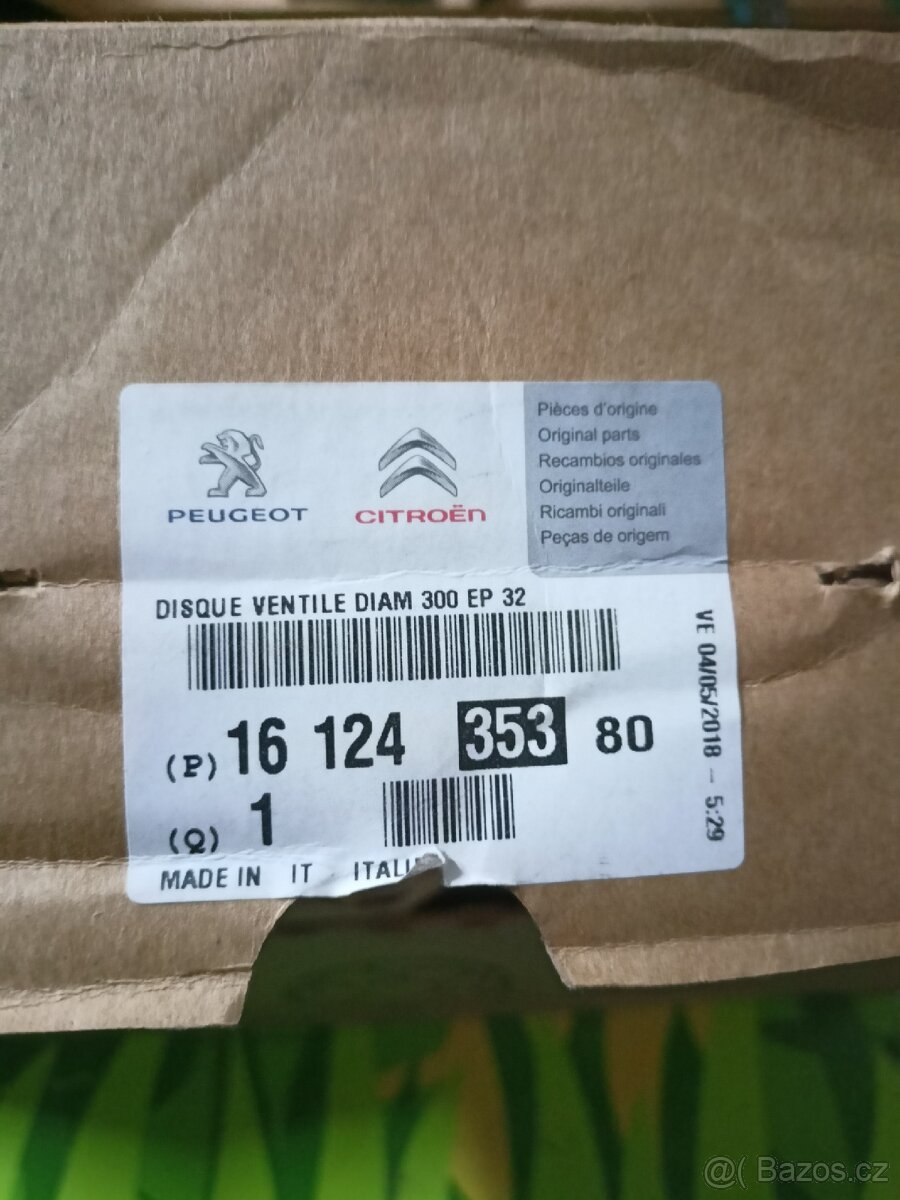 PEUGEOT
CITROËN
Pièces d'origine
Original parts
Recambios originales
Originalteile
Ricambi originali
Peças de origem
DISQUE VENTILE DIAM 300 EP 32
(P) 16 124 353 80
(Q) 1
MADE IN IT
VE 04/05/2018 - 5:29
@( Bazos.cz